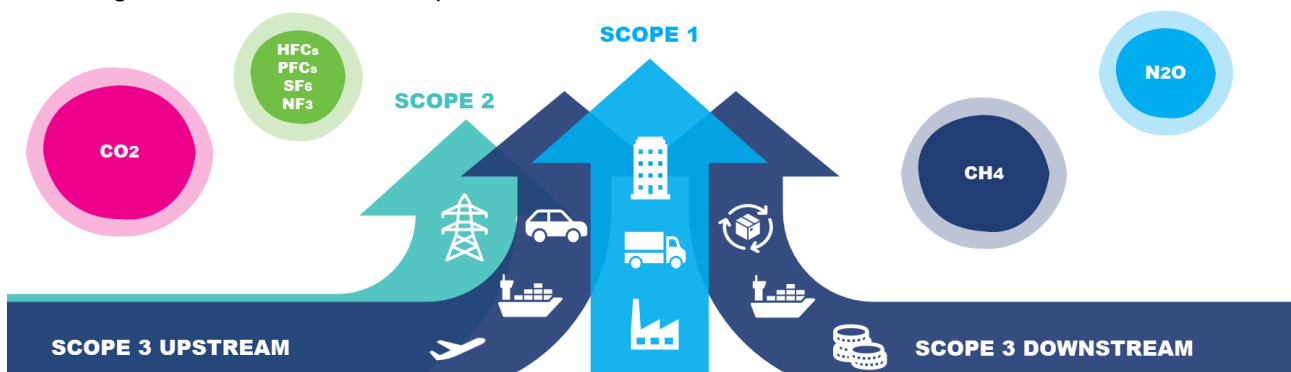 SCOPE 1
HFCs
PFCs
SF6
NF3
N2O
SCOPE 2
CO2
CH4
SCOPE 3 UPSTREAM
SCOPE 3 DOWNSTREAM